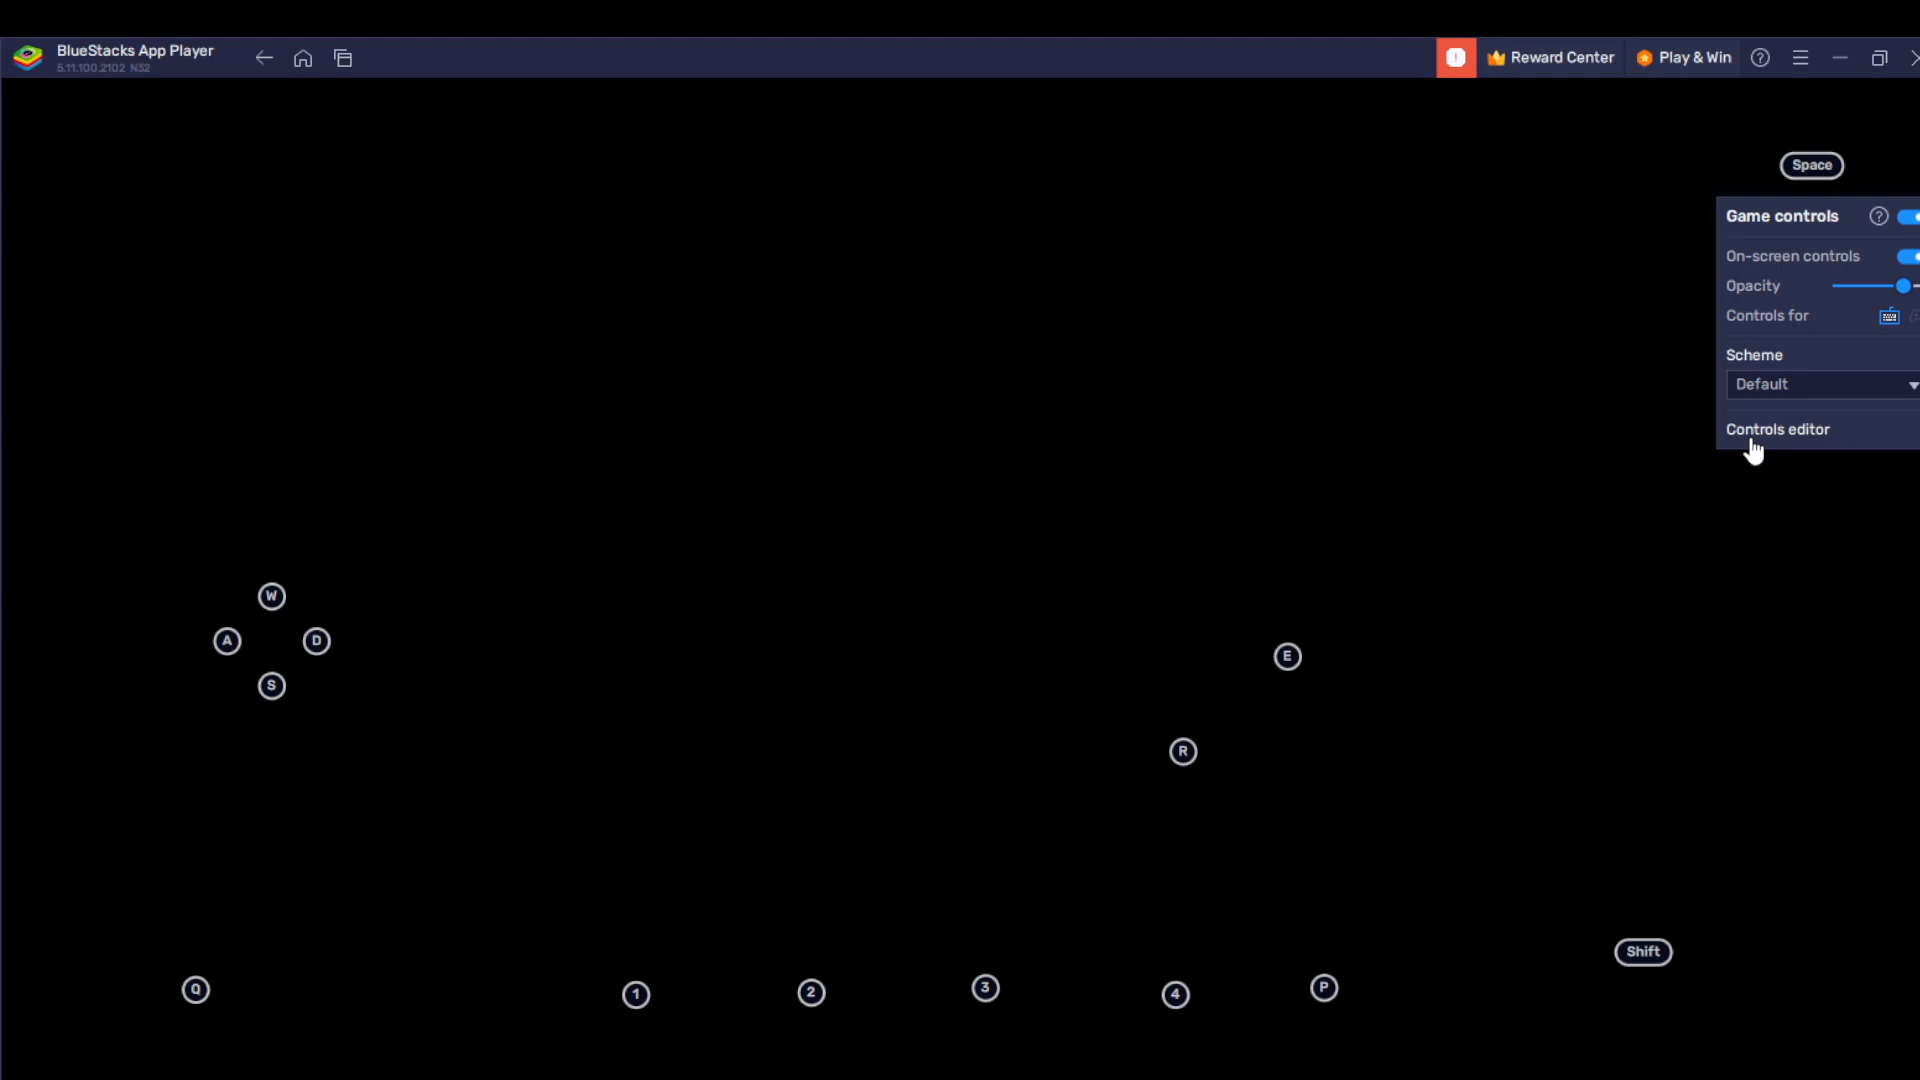 BlueStacks App Player
5.11.100.2102 N32
Reward Center
Play & Win
Space
Game controls
On-screen controls
Opacity
Controls for
Scheme
Default
Controls editor
W
A D
S
E
R
Shift
Q 1 2 3 4 P